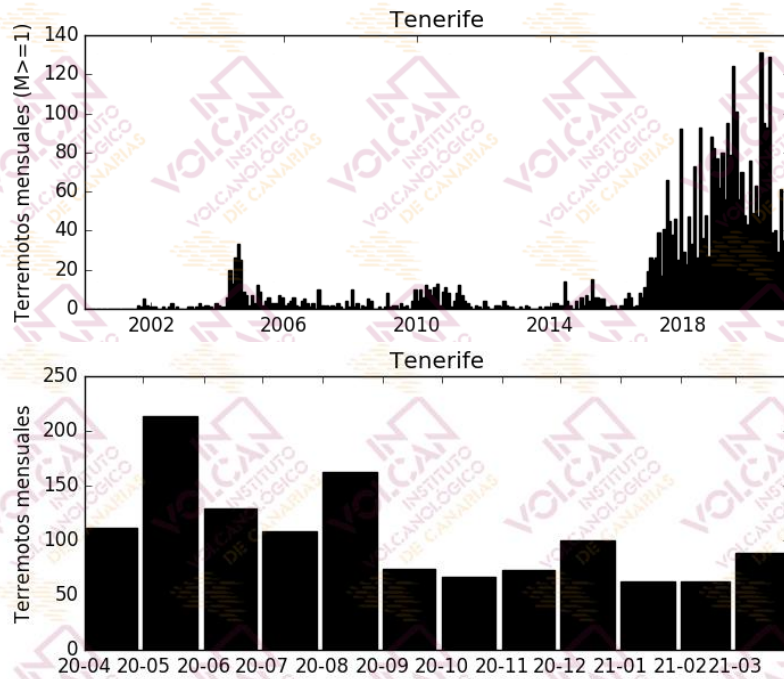 Tenerife
Terremotos mensuales (M>=1)
140
120
100
80
60
40
20
0
2002 2006 2010 2014 2018
Tenerife
Terremotos mensuales
250
200
150
100
50
0
20-04 20-05 20-06 20-07 20-08 20-09 20-10 20-11 20-12 21-01 21-02 21-03
INVOLCAN
INSTITUTO
VOLCANOLÓGICO
DE CANARIAS